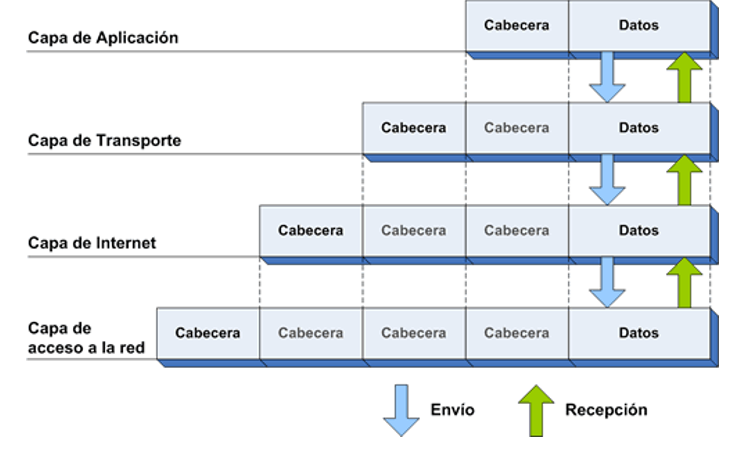 Cabecera Datos
Capa de Aplicación
Cabecera Cabecera Datos
Capa de Transporte
Cabecera Cabecera Cabecera Datos
Capa de Internet
Capa de
acceso a la red
Cabecera Cabecera Cabecera Cabecera Datos
Envío Recepción